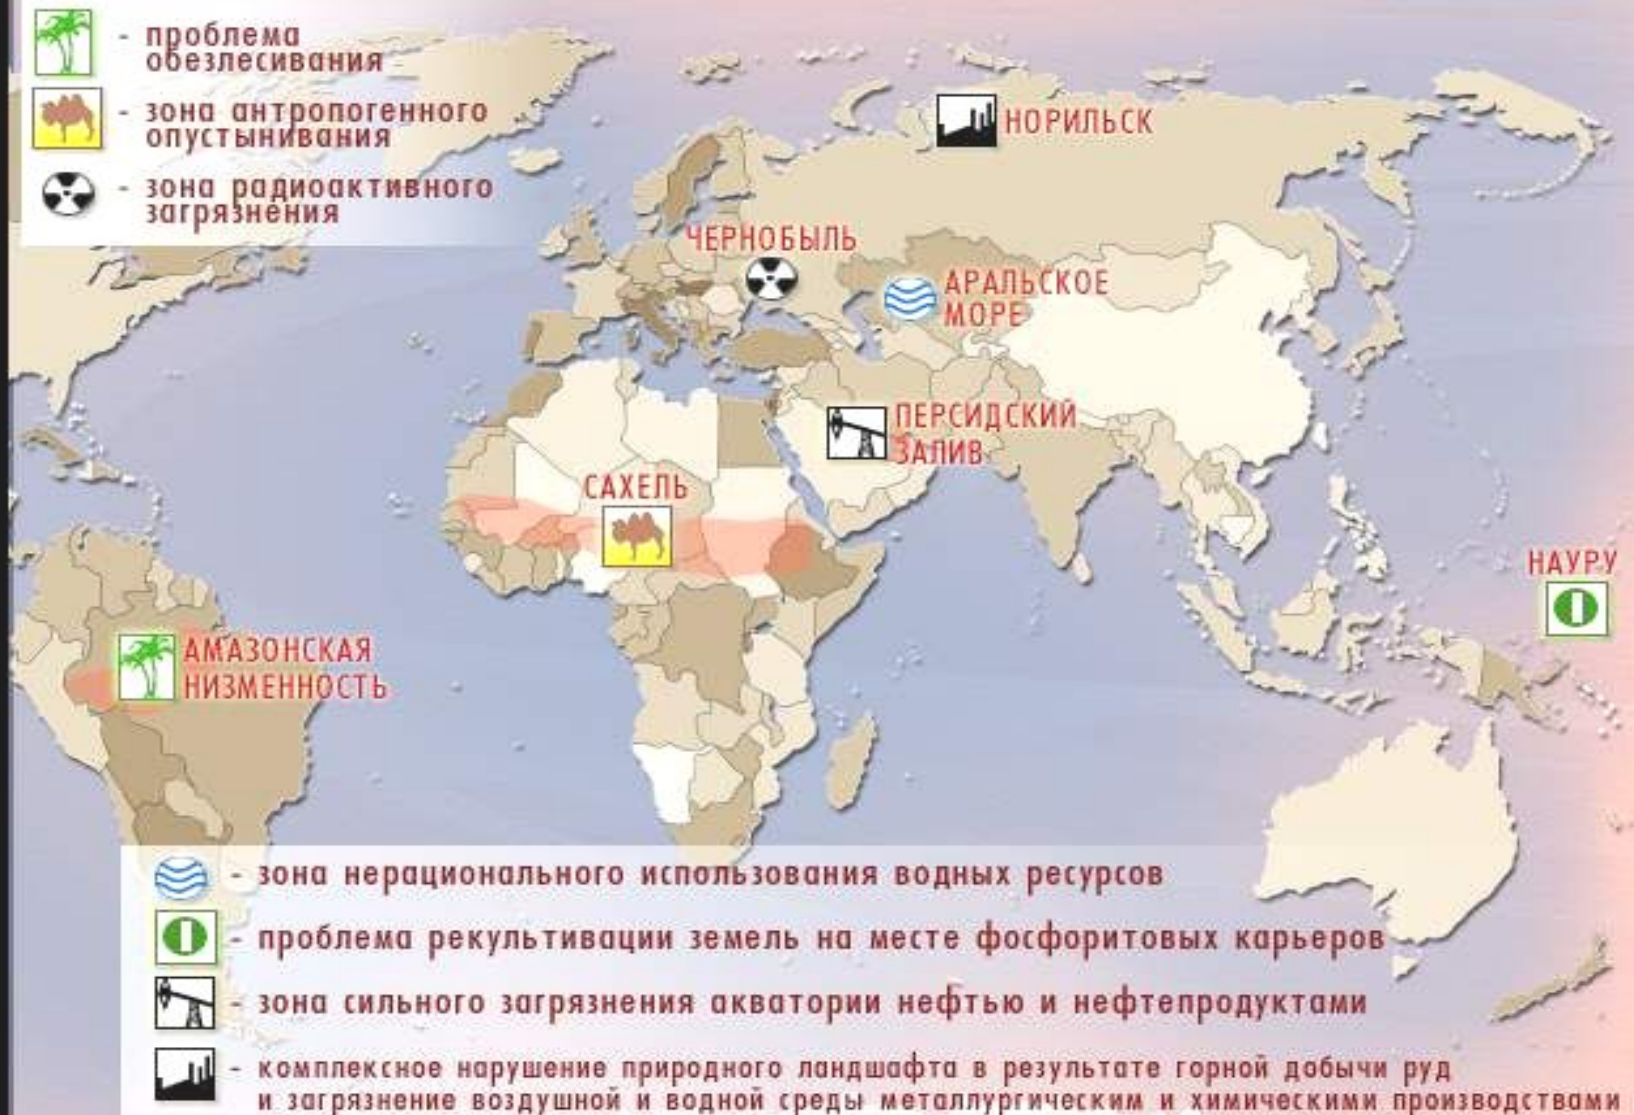 - проблема
обезлесивания
- зона антропогенного
опустынивания
- зона радиоактивного
загрязнения
НОРИЛЬСК
ЧЕРНОБЫЛЬ
АРАЛЬСКОЕ
МОРЕ
ПЕРСИДСКИЙ
ЗАЛИВ
САХЕЛЬ
НАУРУ
АМАЗОНСКАЯ
НИЗМЕННОСТЬ
- зона нерационального использования водных ресурсов
- проблема рекультивации земель на месте фосфоритовых карьеров
- зона сильного загрязнения акватории нефтью и нефтепродуктами
- комплексное нарушение природного ландшафта в результате горной добычи руд
и загрязнение воздушной и водной среды металлургическим и химическими производствами